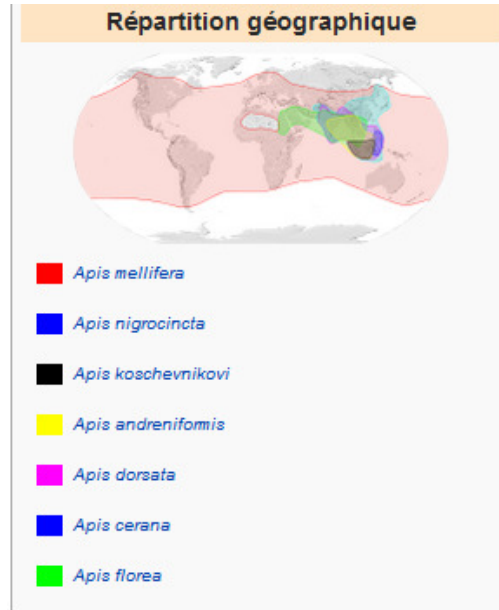 Répartition géographique
Apis mellifera
Apis nigrocincta
Apis koschevnikovi
Apis andreniformis
Apis dorsata
Apis cerana
Apis florea